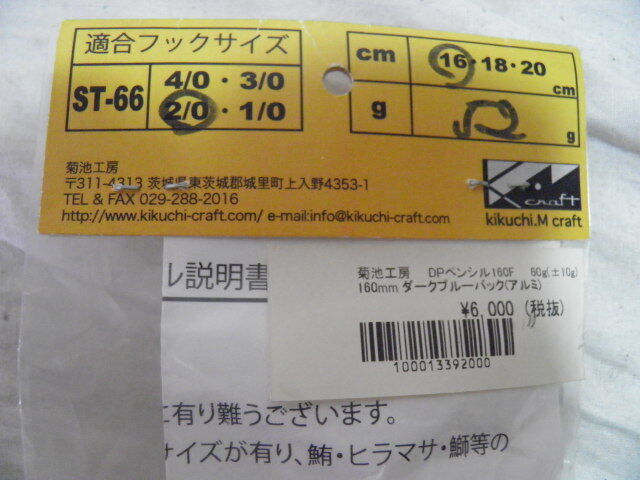 適合フックサイズ
ST-66
4/0・3/0
2/0・1/0
cm
16・18・20
cm
g
g
菊池工房
〒311-4313 茨城県東茨城郡城里町上入野4353-1
TEL & FAX 029-288-2016
http://www.kikuchi-craft.com/ e-mail:info@kikuchi-craft.com
craft
kikuchi.M craft
ル説明書
菊池工房 DPペンシル160F 60g(±10g)
160mm ダークブルーバック(アルミ)
¥6,000 (税抜)
100013392000
に有り難うございます。
サイズが有り、鮪・ヒラマサ・鰤等の